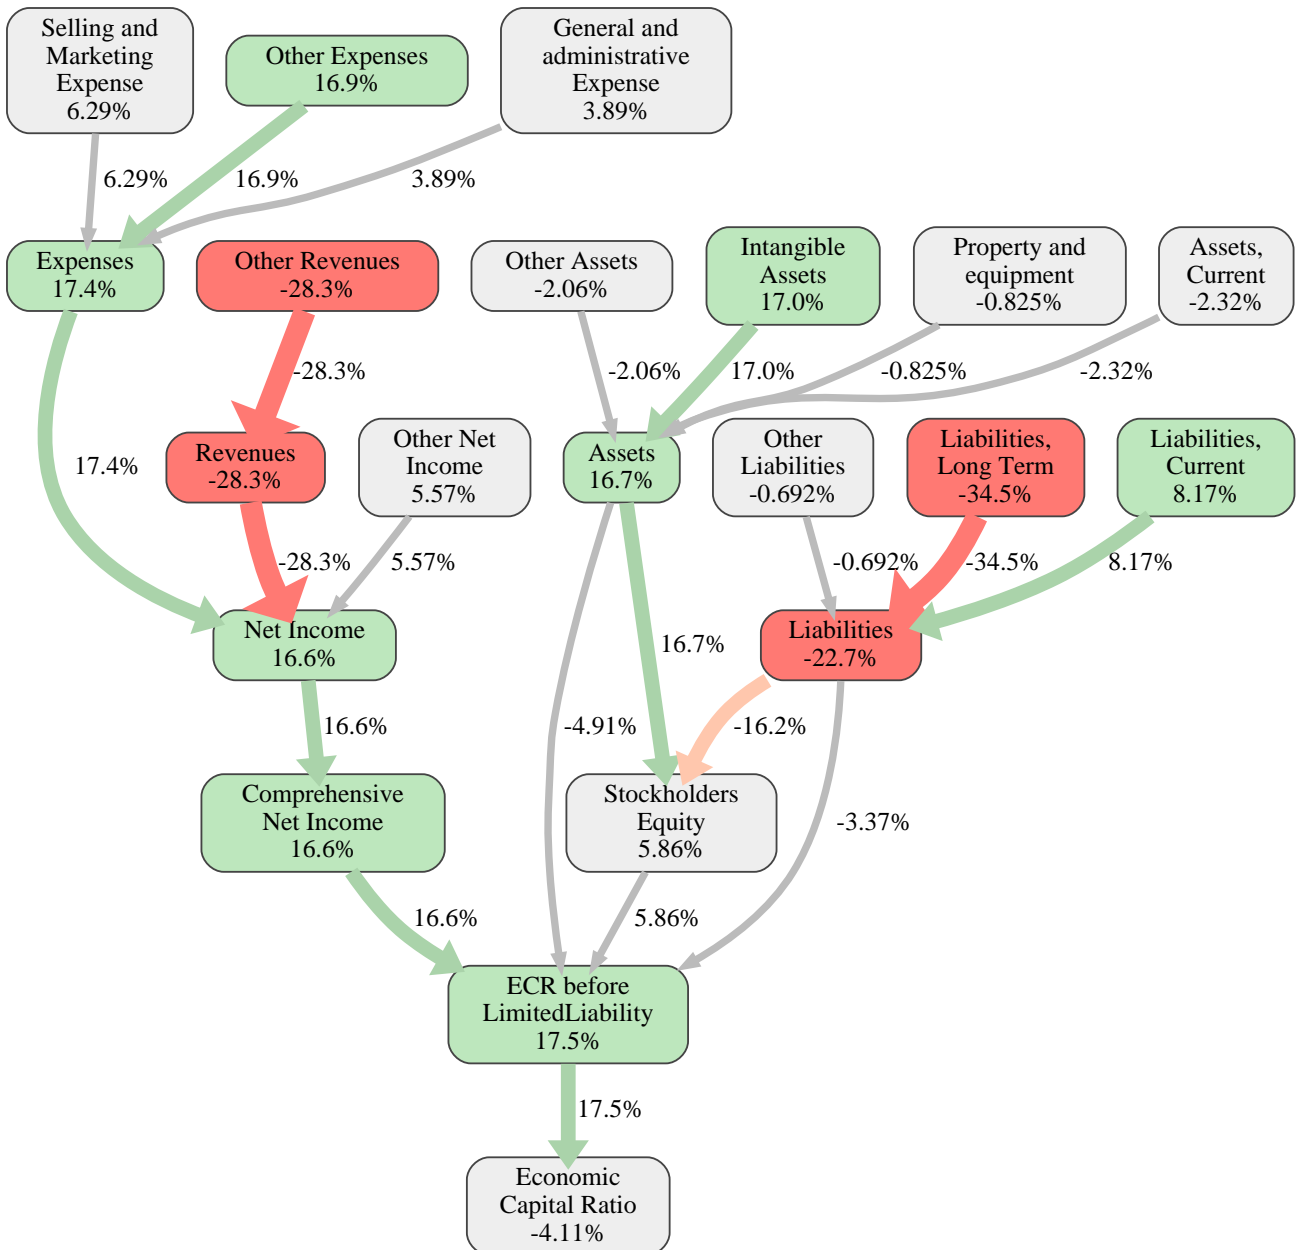 Selling and
Marketing
Expense
6.29%
Other Expenses
16.9%
General and
administrative
Expense
3.89%
6.29%
16.9%
3.89%
Expenses
17.4%
Other Revenues
-28.3%
Other Assets
-2.06%
Intangible
Assets
17.0%
Property and
equipment
-0.825%
Assets,
Current
-2.32%
-28.3%
-2.06%
17.0%
-0.825%
-2.32%
17.4%
Revenues
-28.3%
Other Net
Income
5.57%
Assets
16.7%
Other
Liabilities
-0.692%
Liabilities,
Long Term
-34.5%
Liabilities,
Current
8.17%
-28.3%
5.57%
-0.692%
-34.5%
8.17%
Net Income
16.6%
16.7%
Liabilities
-22.7%
16.6%
-4.91%
-16.2%
Comprehensive
Net Income
16.6%
Stockholders
Equity
5.86%
-3.37%
16.6%
5.86%
ECR before
LimitedLiability
17.5%
17.5%
Economic
Capital Ratio
-4.11%